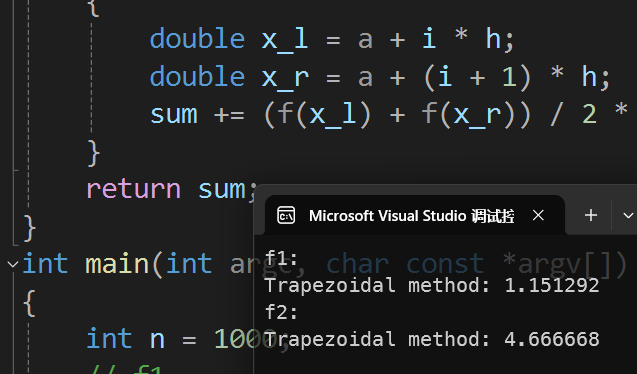 {
double x_l = a + i * h;
double x_r = a + (i + 1) * h;
sum += (f(x_l) + f(x_r)) / 2 *
}
return sum;
}
Microsoft Visual Studio 调试控
int main(int argc, char const *argv[])
f1:
Trapezoidal method: 1.151292
{
f2:
int n = 1000;
Trapezoidal method: 4.666668
// f1